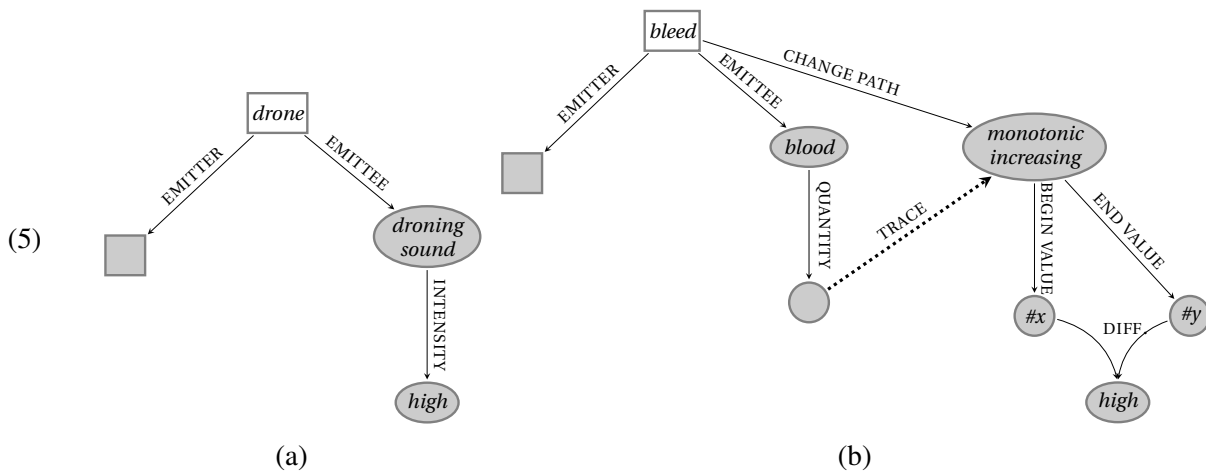 (5)
drone
EMITTER
EMITTEE
droning
sound
INTENSITY
high
(a)
bleed
EMITTER
EMITTEE
CHANGE PATH
blood
monotonic
increasing
QUANTITY
TRACE
BEGIN VALUE
END VALUE
#x
#y
DIFF.
high
(b)